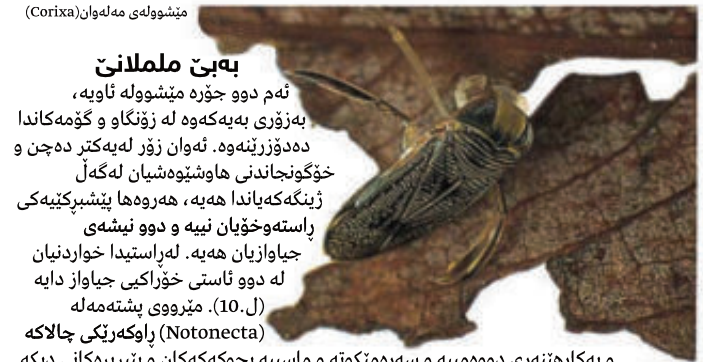 مێشوولەی مەلەوان(Corixa)
بەبێ ململانێ
ئەم دوو جۆرە مێشوولە ئاویە،
بەزۆری بەیەکەوە لە زۆنگاو و گۆمەکاندا
دەدۆزرێنەوە. ئەوان زۆر لەیەکتر دەچن و
خۆگونجاندنی هاوشێوەشیان لەگەڵ
ژینگەکەیاندا هەیە، هەروەها پێشبڕکێیەکی
ڕاستەوخۆیان نییە و دوو نیشەی
جیاوازیان هەیە. لەڕاستیدا خواردنیان
لە دوو ئاستی خۆراکیی جیاواز دایە
(ل.10). مێرووی پشتەمەلە
(Notonecta) ڕاوکەرێکی چالاکە